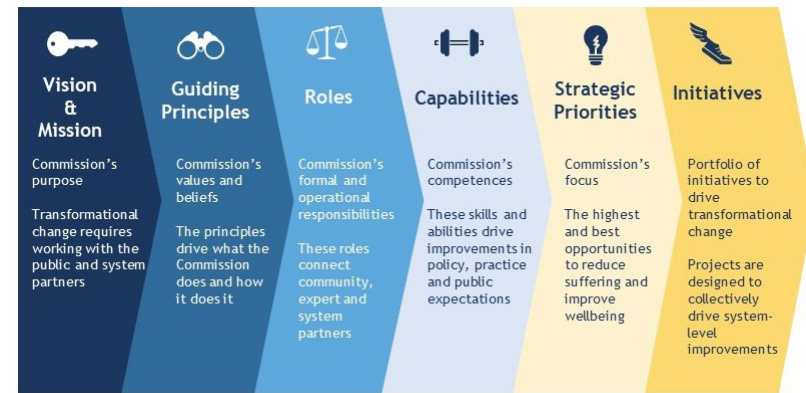 Vision
&
Mission
Commission's
purpose
Transformational
change requires
working with the
public and system
partners
Guiding
Principles
Commission's
values and
beliefs
The principles
drive what the
Commission
does and how
it does it
Roles
Commission's
formal and
operational
responsibilities
These roles
connect
community,
expert and
system
partners
Capabilities
Commission's
competences
These skills and
abilities drive
improvements in
policy, practice
and public
expectations
Strategic
Priorities
Commission's
focus
The highest
and best
opportunities
to reduce
suffering and
improve
wellbeing
Initiatives
Portfolio of
initiatives to
drive
transformational
change
Projects are
designed to
collectively
drive system-
level
improvements